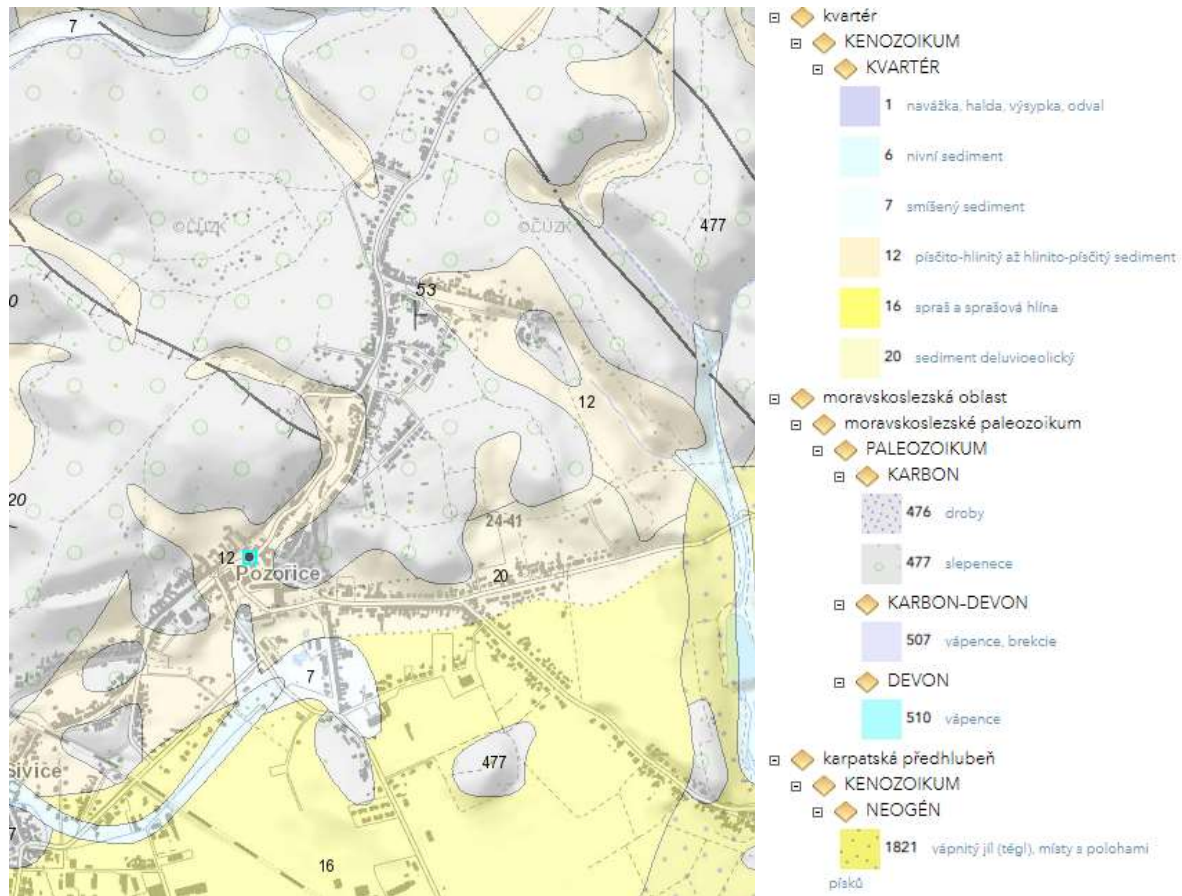 7
©ČÚZK
©ČÚZK
477
53
12
20
24-41
12
Pozořice
20
7
477
Sivice
7
16
kvartér
KENOZOIKUM
KVARTÉR
1 navážka, halda, výsypka, odval
6 nivní sediment
7 smíšený sediment
12 písčito-hlinitý až hlinito-písčitý sediment
16 spraš a sprašová hlína
20 sediment deluvioeolický
moravskoslezská oblast
moravskoslezské paleozoikum
PALEOZOIKUM
KARBON
476 droby
477 slepenece
KARBON-DEVON
507 vápence, brekcie
DEVON
510 vápence
karpatská předhlubeň
KENOZOIKUM
NEOGÉN
1821 vápnitý jíl (tégl), místy s polohami
písků